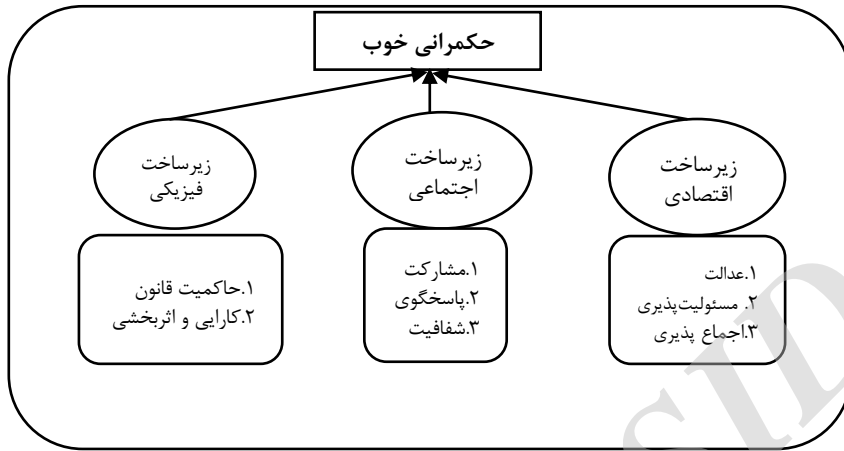 حکمرانی خوب
زیرساخت
اقتصادی
زیرساخت
اجتماعی
زیرساخت
فیزیکی
۱.عدالت
۲. مسئولیت‌پذیری
۳.اجماع پذیری
۱.مشارکت
۲.پاسخگوی
۳.شفافیت
۱.حاکمیت قانون
۲.کارایی و اثربخشی
SID